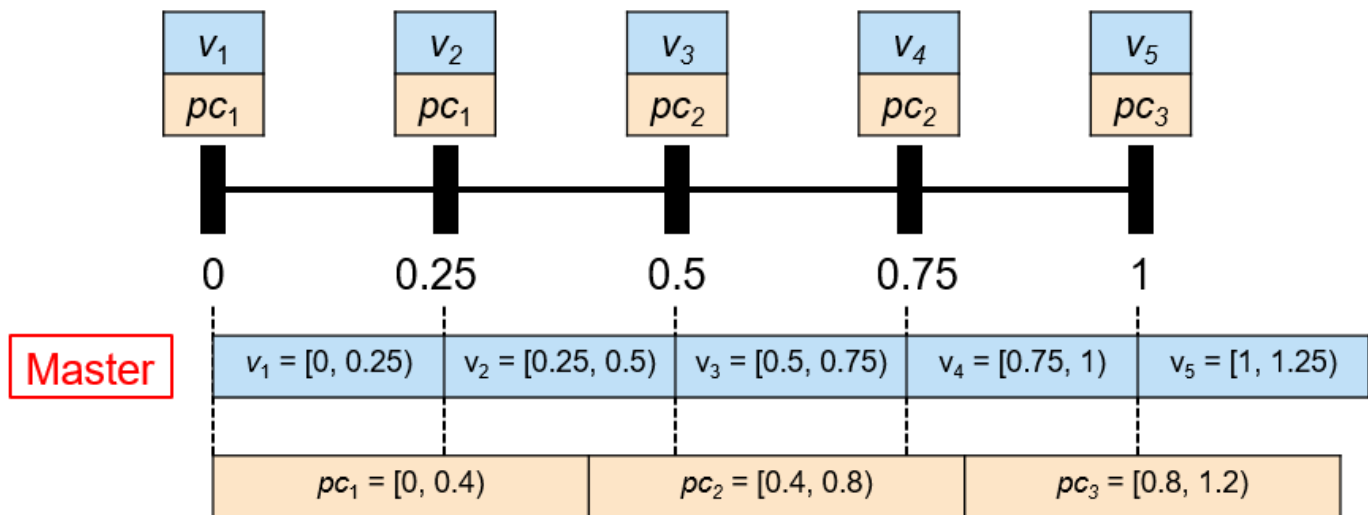 v₁ v₂ v₃ v₄ v₅
pc₁ pc₁ pc₂ pc₂ pc₃
0 0.25 0.5 0.75 1
Master
v₁ = [0, 0.25) v₂ = [0.25, 0.5) v₃ = [0.5, 0.75) v₄ = [0.75, 1) v₅ = [1, 1.25)
pc₁ = [0, 0.4) pc₂ = [0.4, 0.8) pc₃ = [0.8, 1.2)